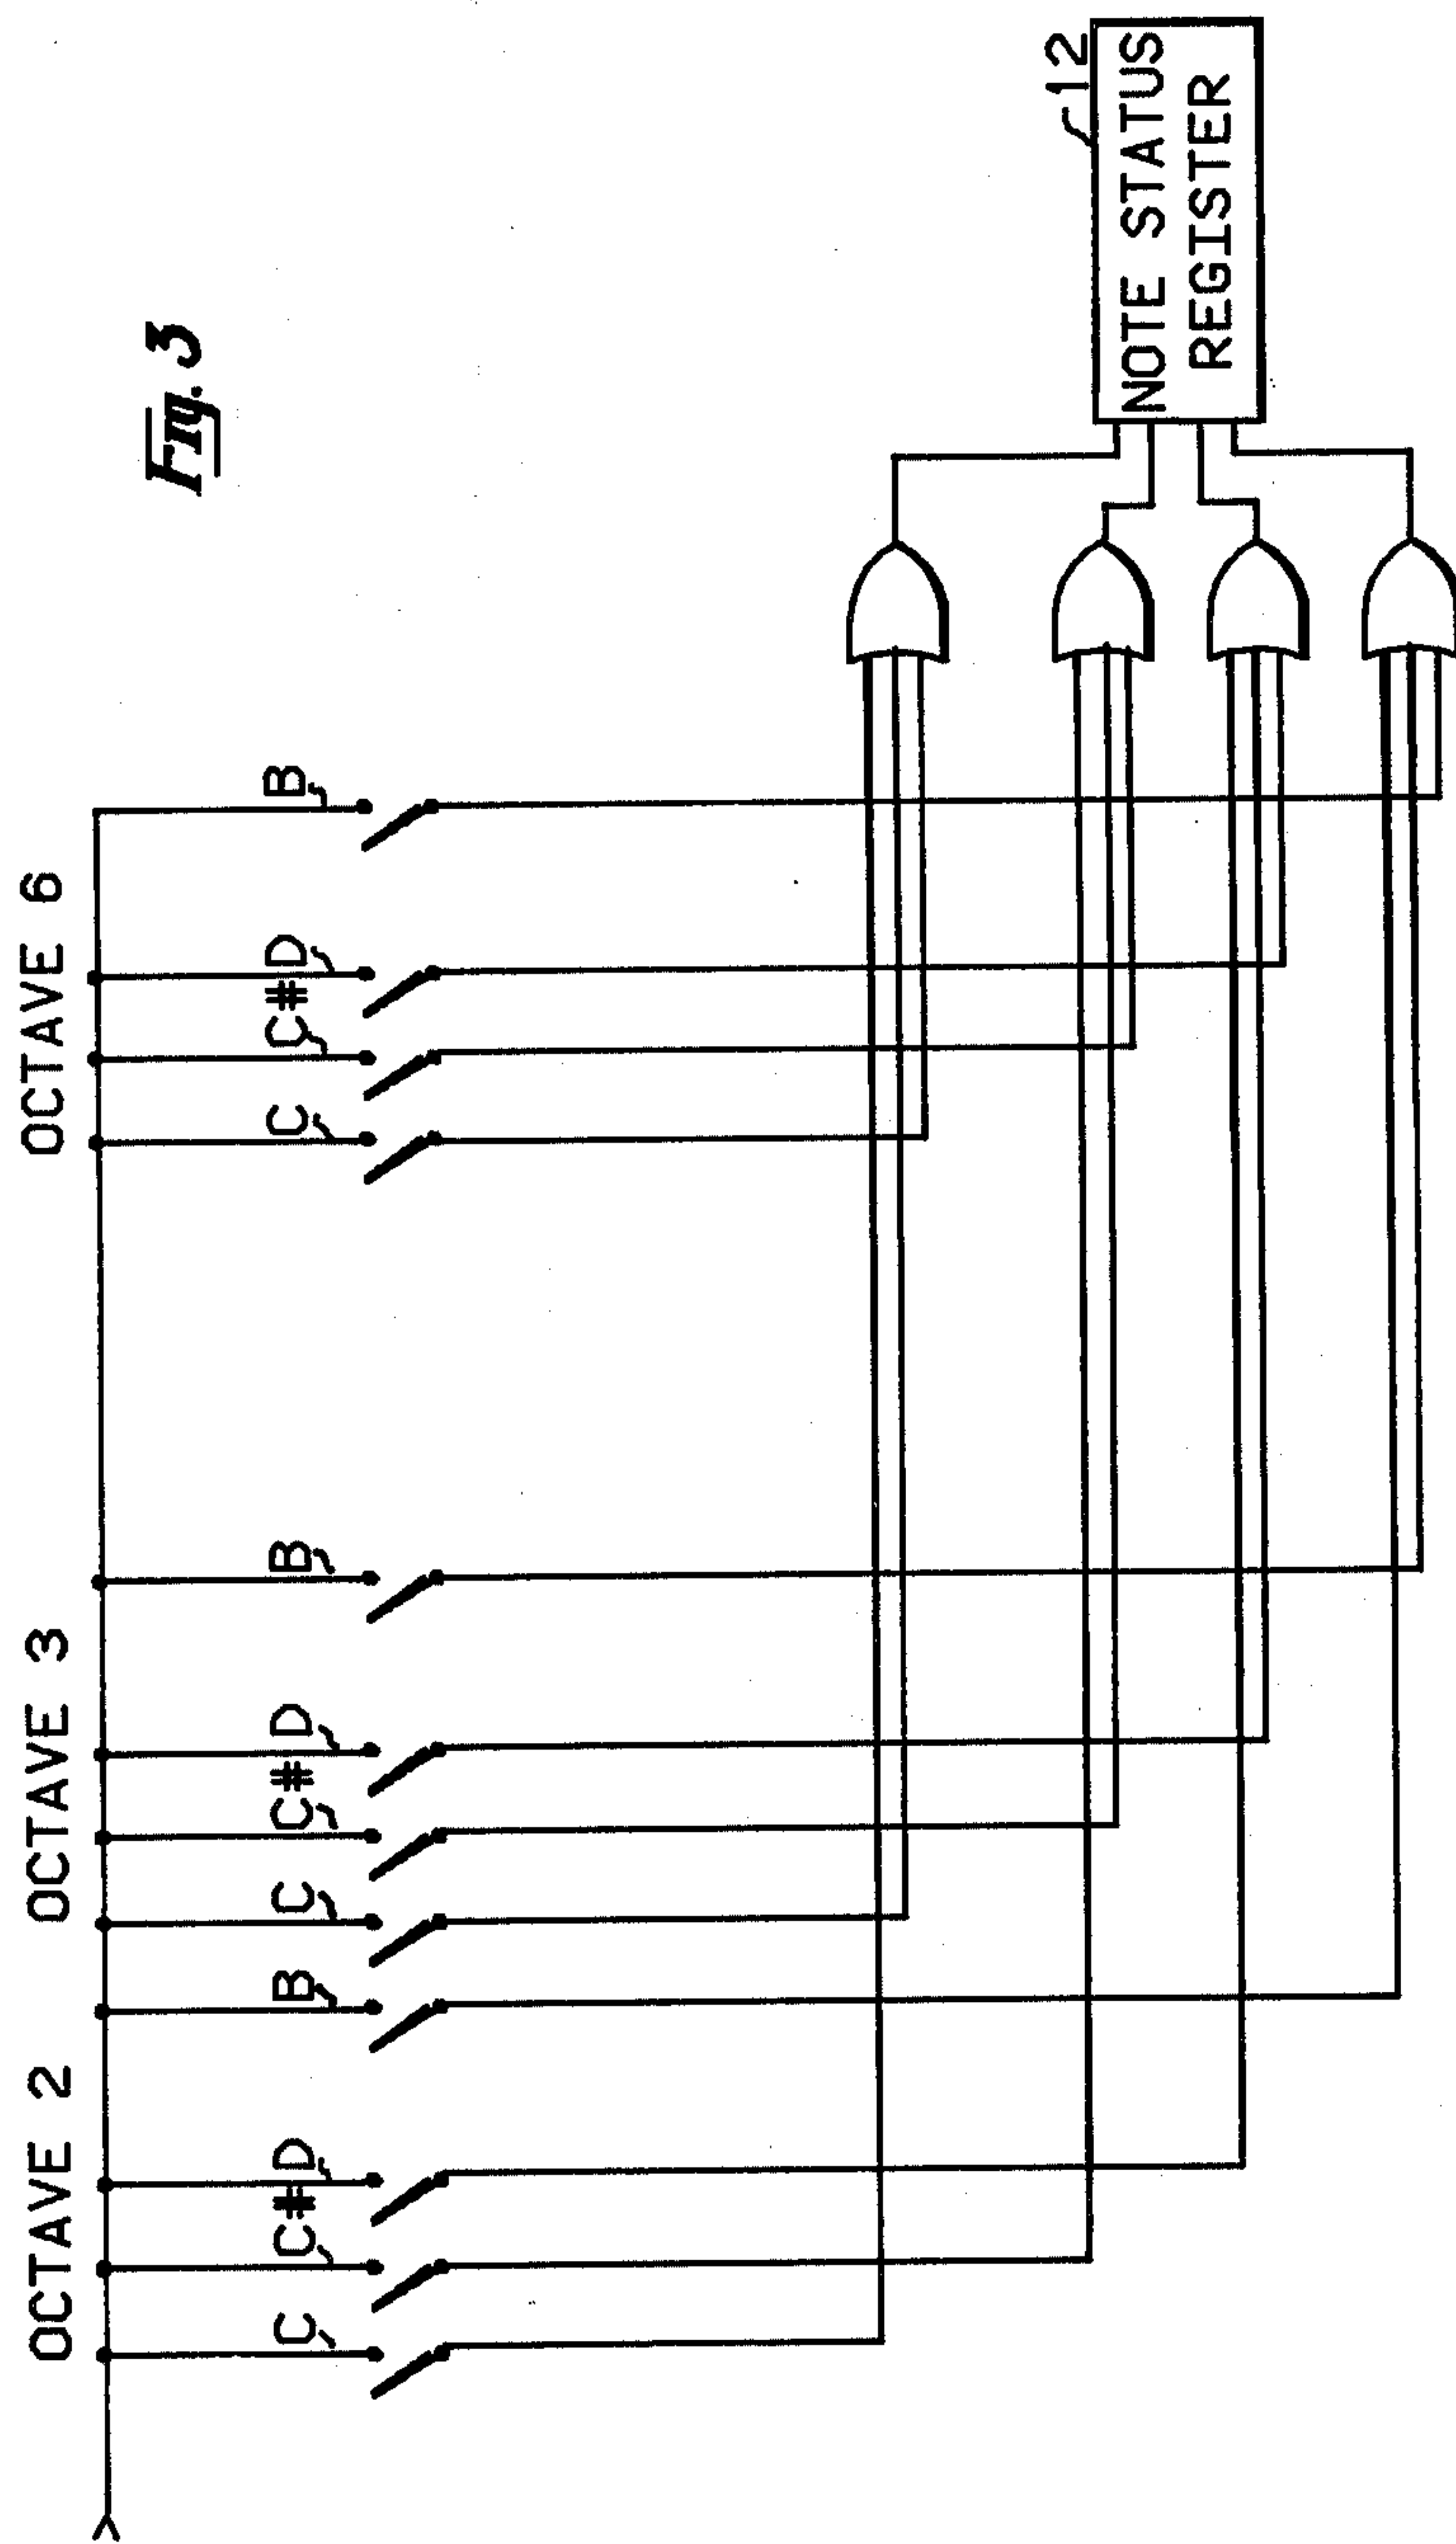 OCTAVE 2 OCTAVE 3 OCTAVE 6
C C# D B C C# D B C C# D B
Fig. 3
12
NOTE STATUS
REGISTER